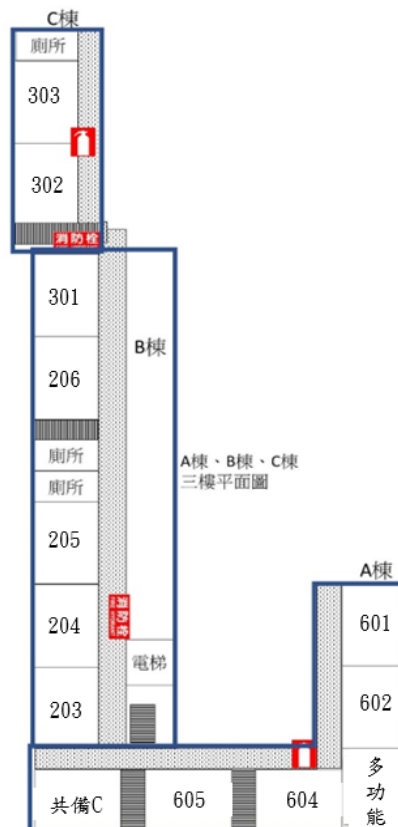 C棟
廁所
303
302
消防栓
301
B棟
206
廁所
A棟、B棟、C棟
三樓平面圖
廁所
205
A棟
消防栓
204
601
電梯
203
602
共備C
605
604
多功能